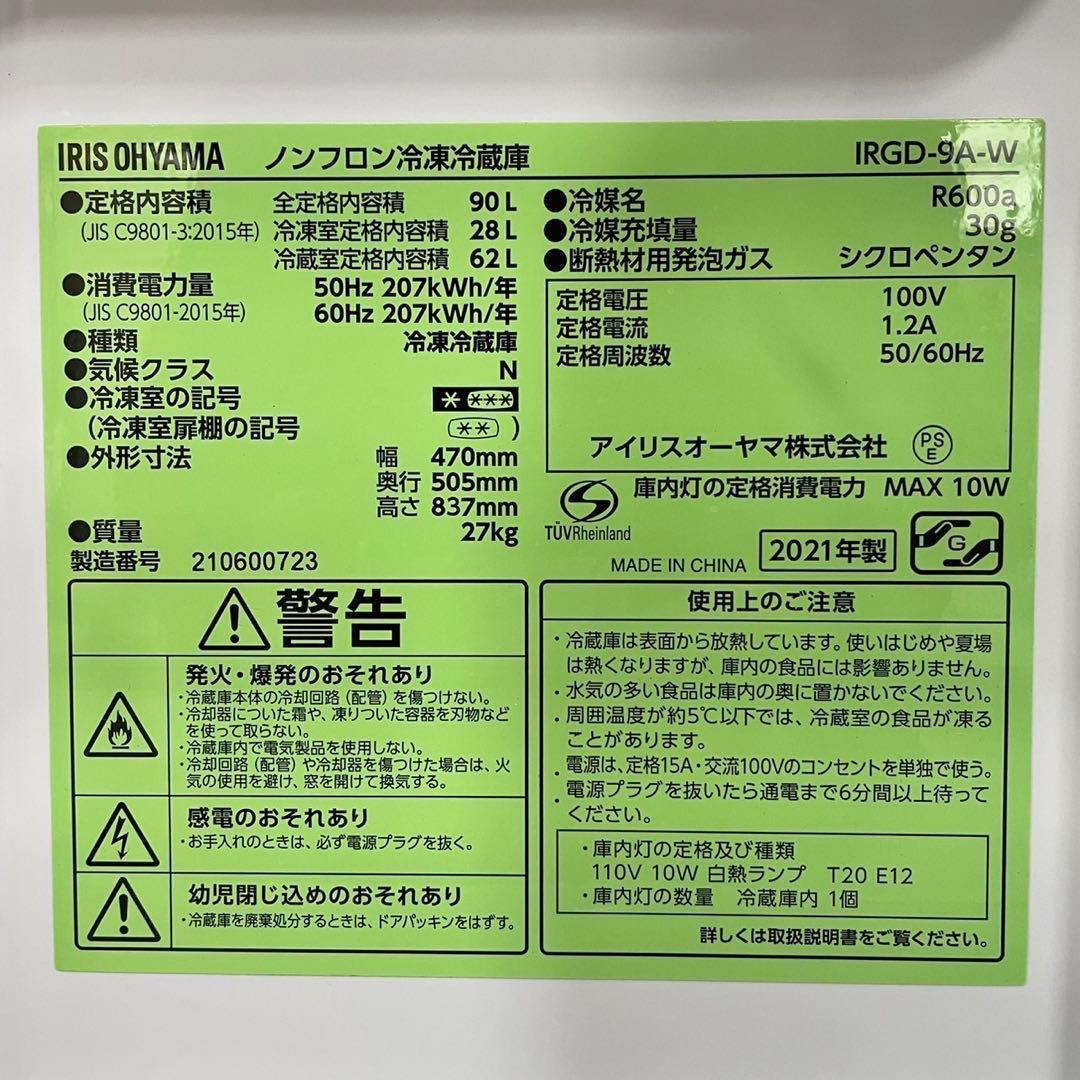 IRIS OHYAMA ノンフロン冷凍冷蔵庫 IRGD-9A-W
●定格内容積 全定格内容積 90 L
(JIS C9801-3:2015年) 冷凍室定格内容積 28 L
冷蔵室定格内容積 62 L
●消費電力量 50Hz 207kWh/年
(JIS C9801-2015年) 60Hz 207kWh/年
●種類 冷凍冷蔵庫
●気候クラス N
●冷凍室の記号 * ***
(冷凍室扉棚の記号 ** )
●外形寸法 幅 470mm
奥行 505mm
高さ 837mm
●質量 27kg
製造番号 210600723
●冷媒名 R600a
●冷媒充填量 30g
●断熱材用発泡ガス シクロペンタン
定格電圧 100V
定格電流 1.2A
定格周波数 50/60Hz
アイリスオーヤマ株式会社 PS E
TÜVRheinland
庫内灯の定格消費電力 MAX 10W
MADE IN CHINA 2021年製 G
警告
発火・爆発のおそれあり
・冷蔵庫本体の冷却回路(配管)を傷つけない。
・冷却器についた霜や、凍りついた容器を刃物など
を使って取らない。
・冷蔵庫内で電気製品を使用しない。
・冷却回路(配管)や冷却器を傷つけた場合は、火
気の使用を避け、窓を開けて換気する。
感電のおそれあり
・お手入れのときは、必ず電源プラグを抜く。
幼児閉じ込めのおそれあり
・冷蔵庫を廃棄処分するときは、ドアパッキンをはずす。
使用上のご注意
・冷蔵庫は表面から放熱しています。使いはじめや夏場
は熱くなりますが、庫内の食品には影響ありません。
・水気の多い食品は庫内の奥に置かないでください。
・周囲温度が約5℃以下では、冷蔵室の食品が凍る
ことがあります。
・電源は、定格15A・交流100Vのコンセントを単独で使う。
・電源プラグを抜いたら通電まで6分間以上待って
ください。
・庫内灯の定格及び種類
110V 10W 白熱ランプ T20 E12
・庫内灯の数量 冷蔵庫内 1個
詳しくは取扱説明書をご覧ください。